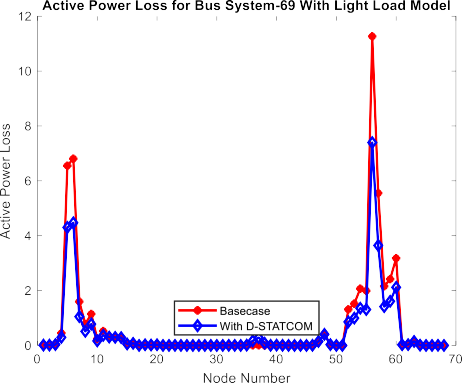 Active Power Loss for Bus System-69 With Light Load Model
12
10
8
6
4
2
0
Active Power Loss
Basecase
With D-STATCOM
0 10 20 30 40 50 60 70
Node Number